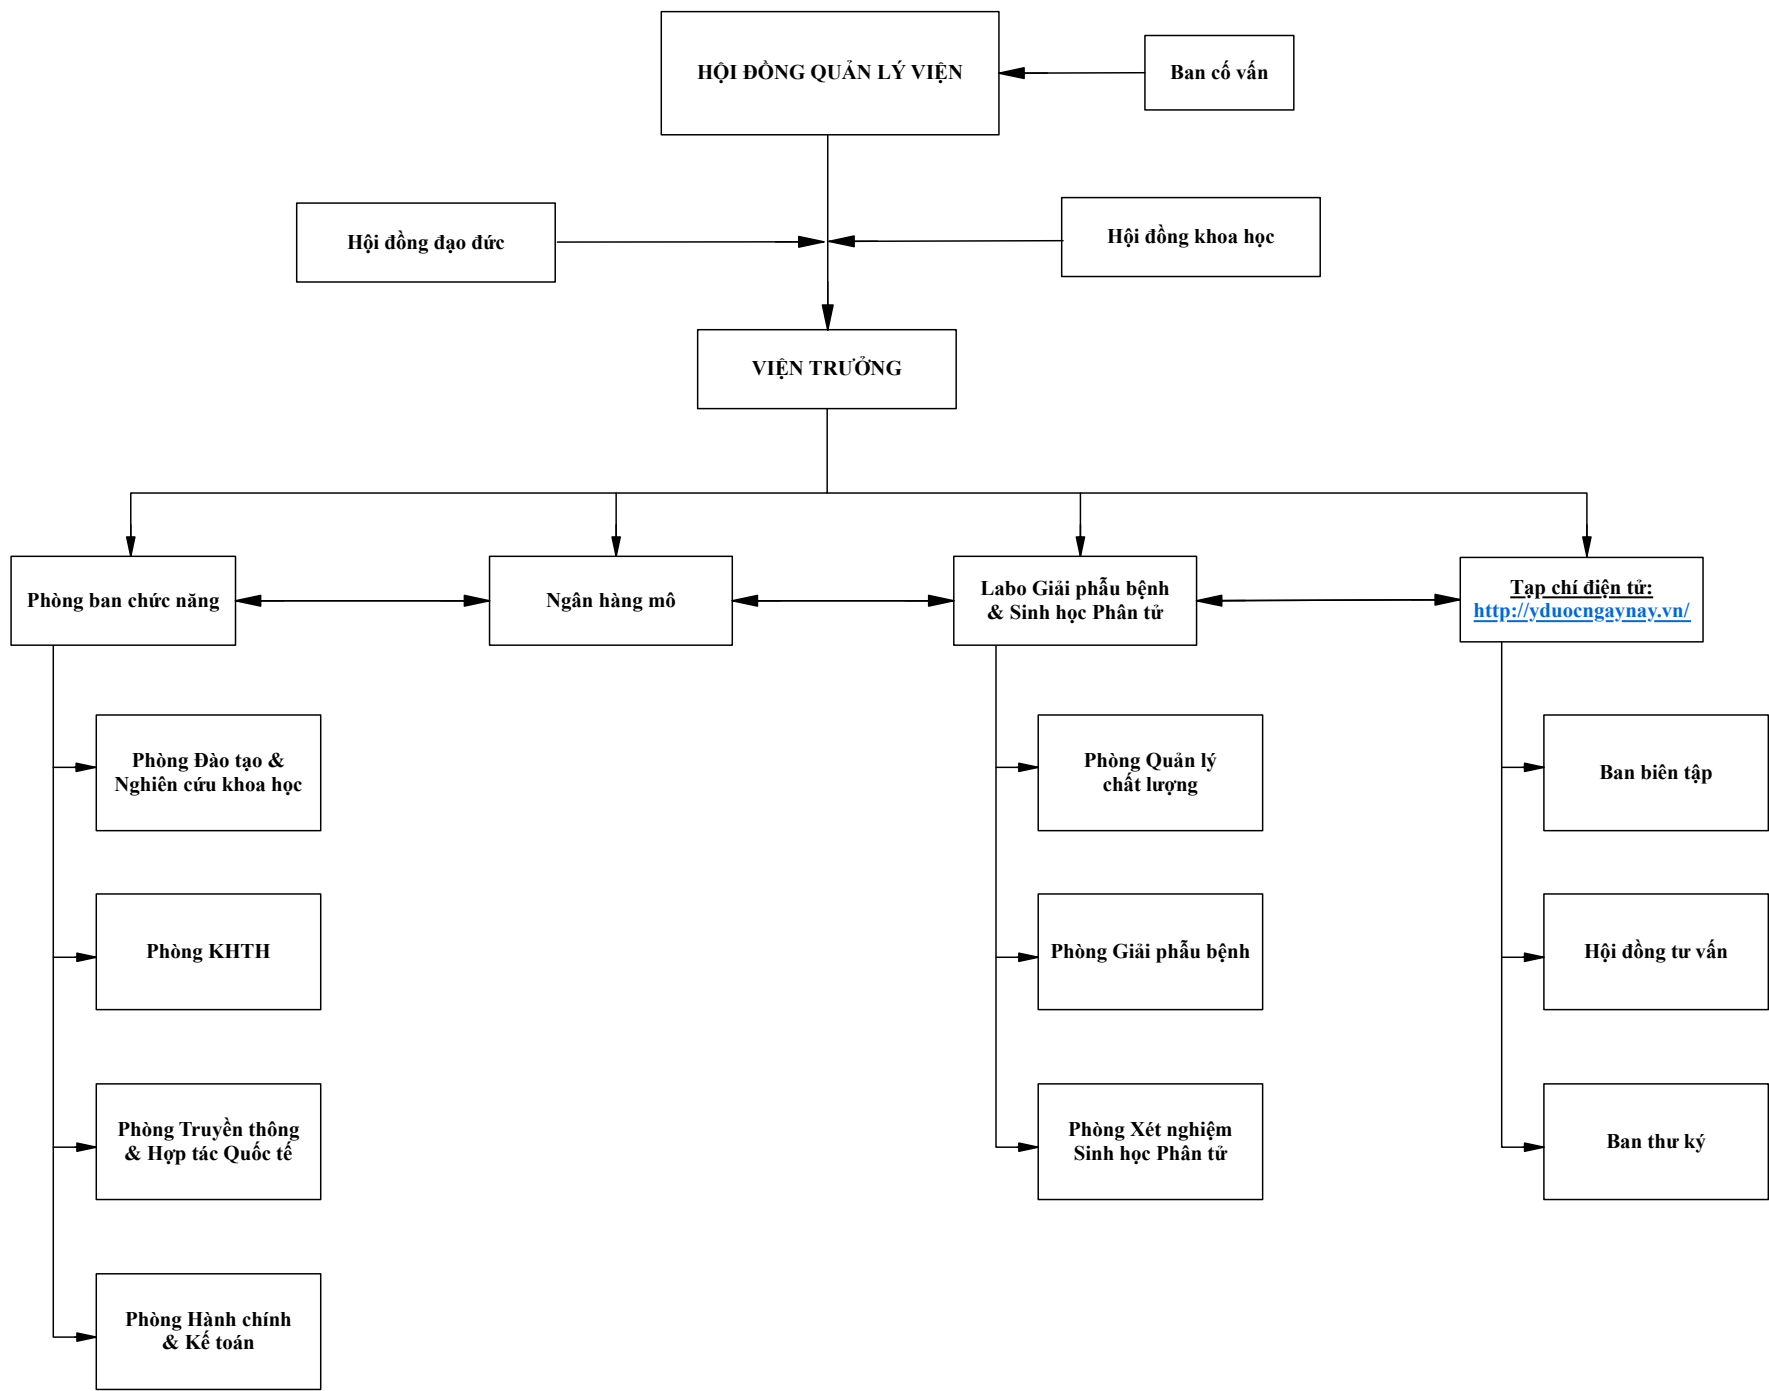 HỘI ĐỒNG QUẢN LÝ VIỆN
Ban cố vấn
Hội đồng đạo đức
Hội đồng khoa học
VIỆN TRƯỞNG
Phòng ban chức năng
Ngân hàng mô
Labo Giải phẫu bệnh
& Sinh học Phân tử
Tạp chí điện tử:
http://yduocngaynay.vn/
Phòng Đào tạo &
Nghiên cứu khoa học
Phòng KHTH
Phòng Truyền thông
& Hợp tác Quốc tế
Phòng Hành chính
& Kế toán
Phòng Quản lý
chất lượng
Phòng Giải phẫu bệnh
Phòng Xét nghiệm
Sinh học Phân tử
Ban biên tập
Hội đồng tư vấn
Ban thư ký